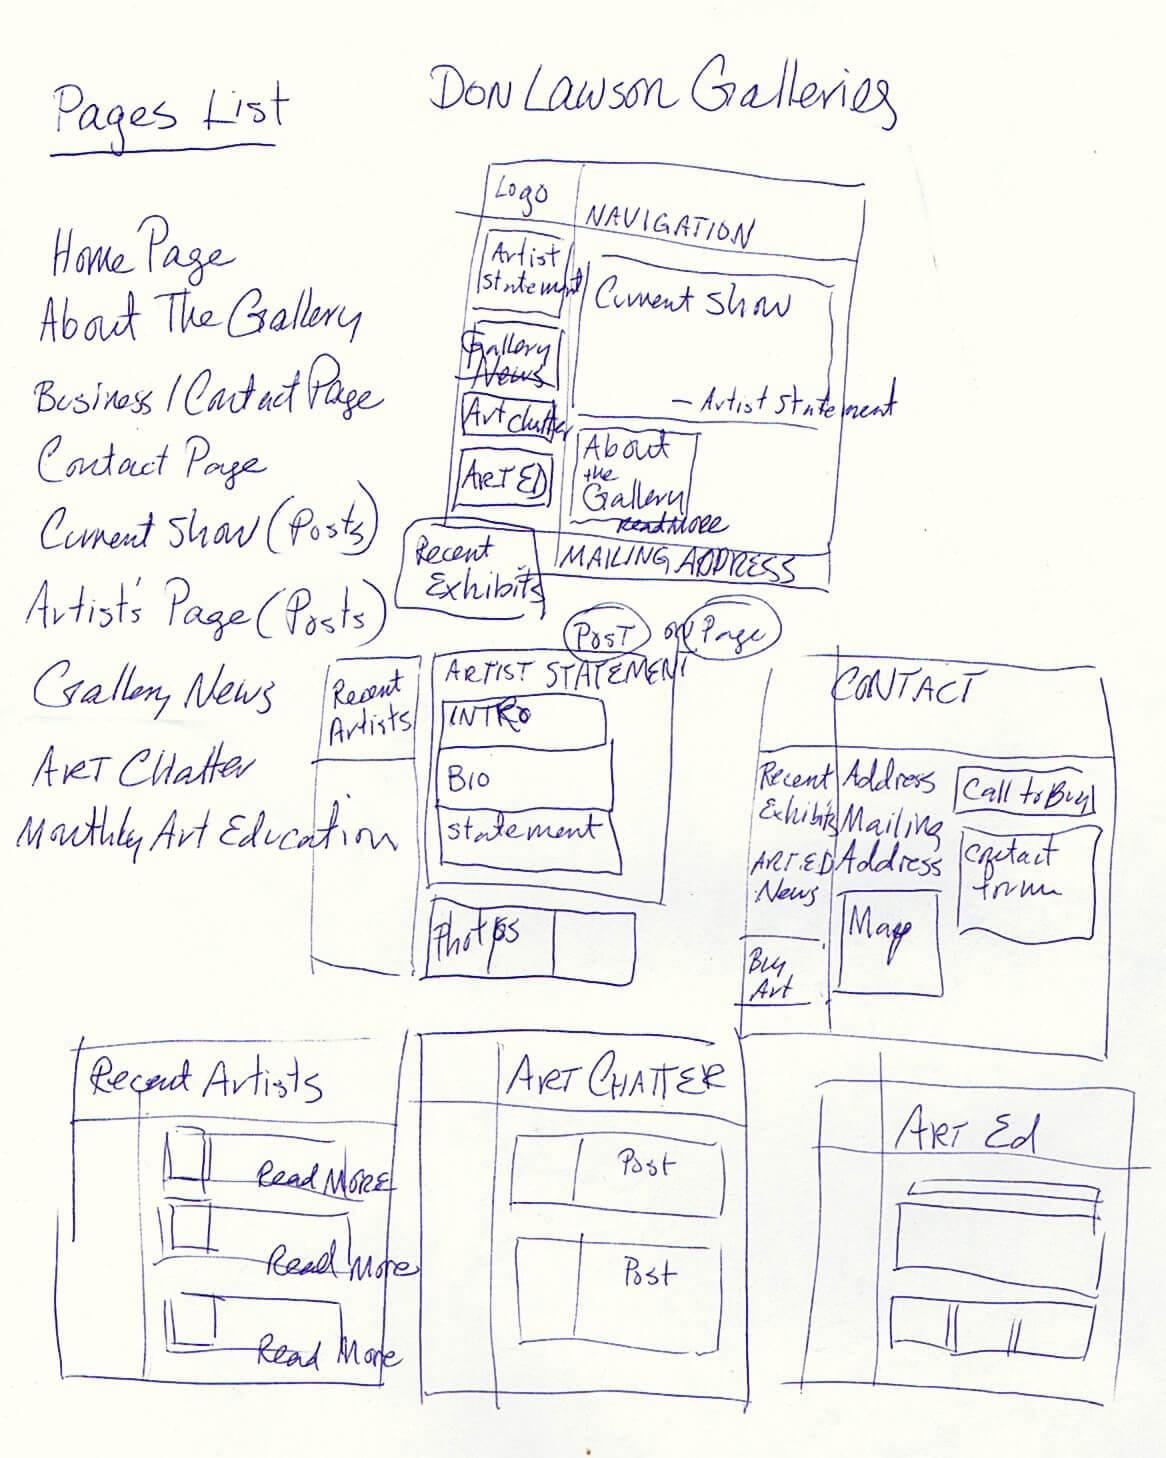 Pages List
Home Page
About The Gallery
Business / Contact Page
Contact Page
Current Show (Posts)
Artist's Page (Posts)
Gallery News
ART Chatter
Monthly Art Education
Don Lawson Galleries
Logo
NAVIGATION
Artist
Statement
Gallery
News
Art chatter
ART ED
Recent
Exhibits
Current Show
- Artist Statement
About
the
Gallery
Read More
MAILING ADDRESS
Post or Page
Recent
Artists
ARTIST STATEMENT
INTRO
Bio
Statement
Photos
CONTACT
Recent
Exhibits
ART ED
News
Buy
Art
Address
Mailing
Address
Map
Call to Buy
Contact
form
Recent Artists
Read More
Read More
Read More
ART CHATTER
Post
Post
ART Ed